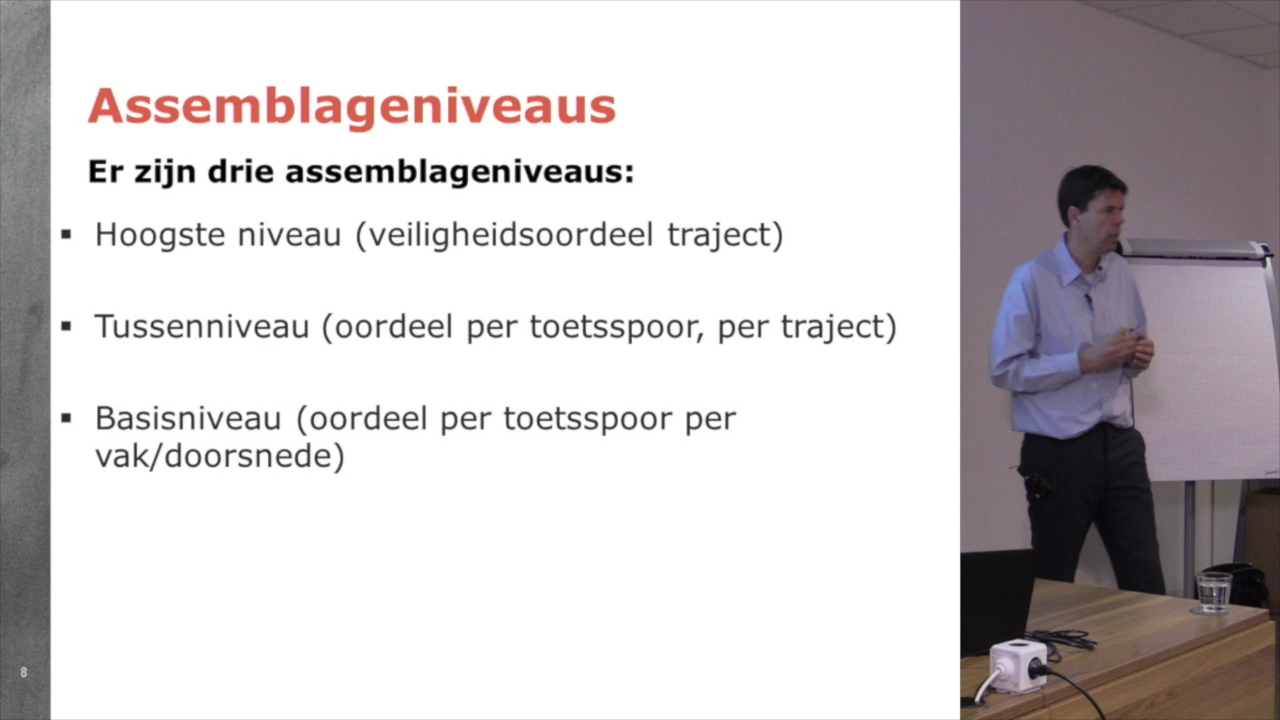 Assemblageniveaus
Er zijn drie assemblageniveaus:
▪ Hoogste niveau (veiligheidsoordeel traject)
▪ Tussenniveau (oordeel per toetsspoor, per traject)
▪ Basisniveau (oordeel per toetsspoor per
vak/doorsnede)
8